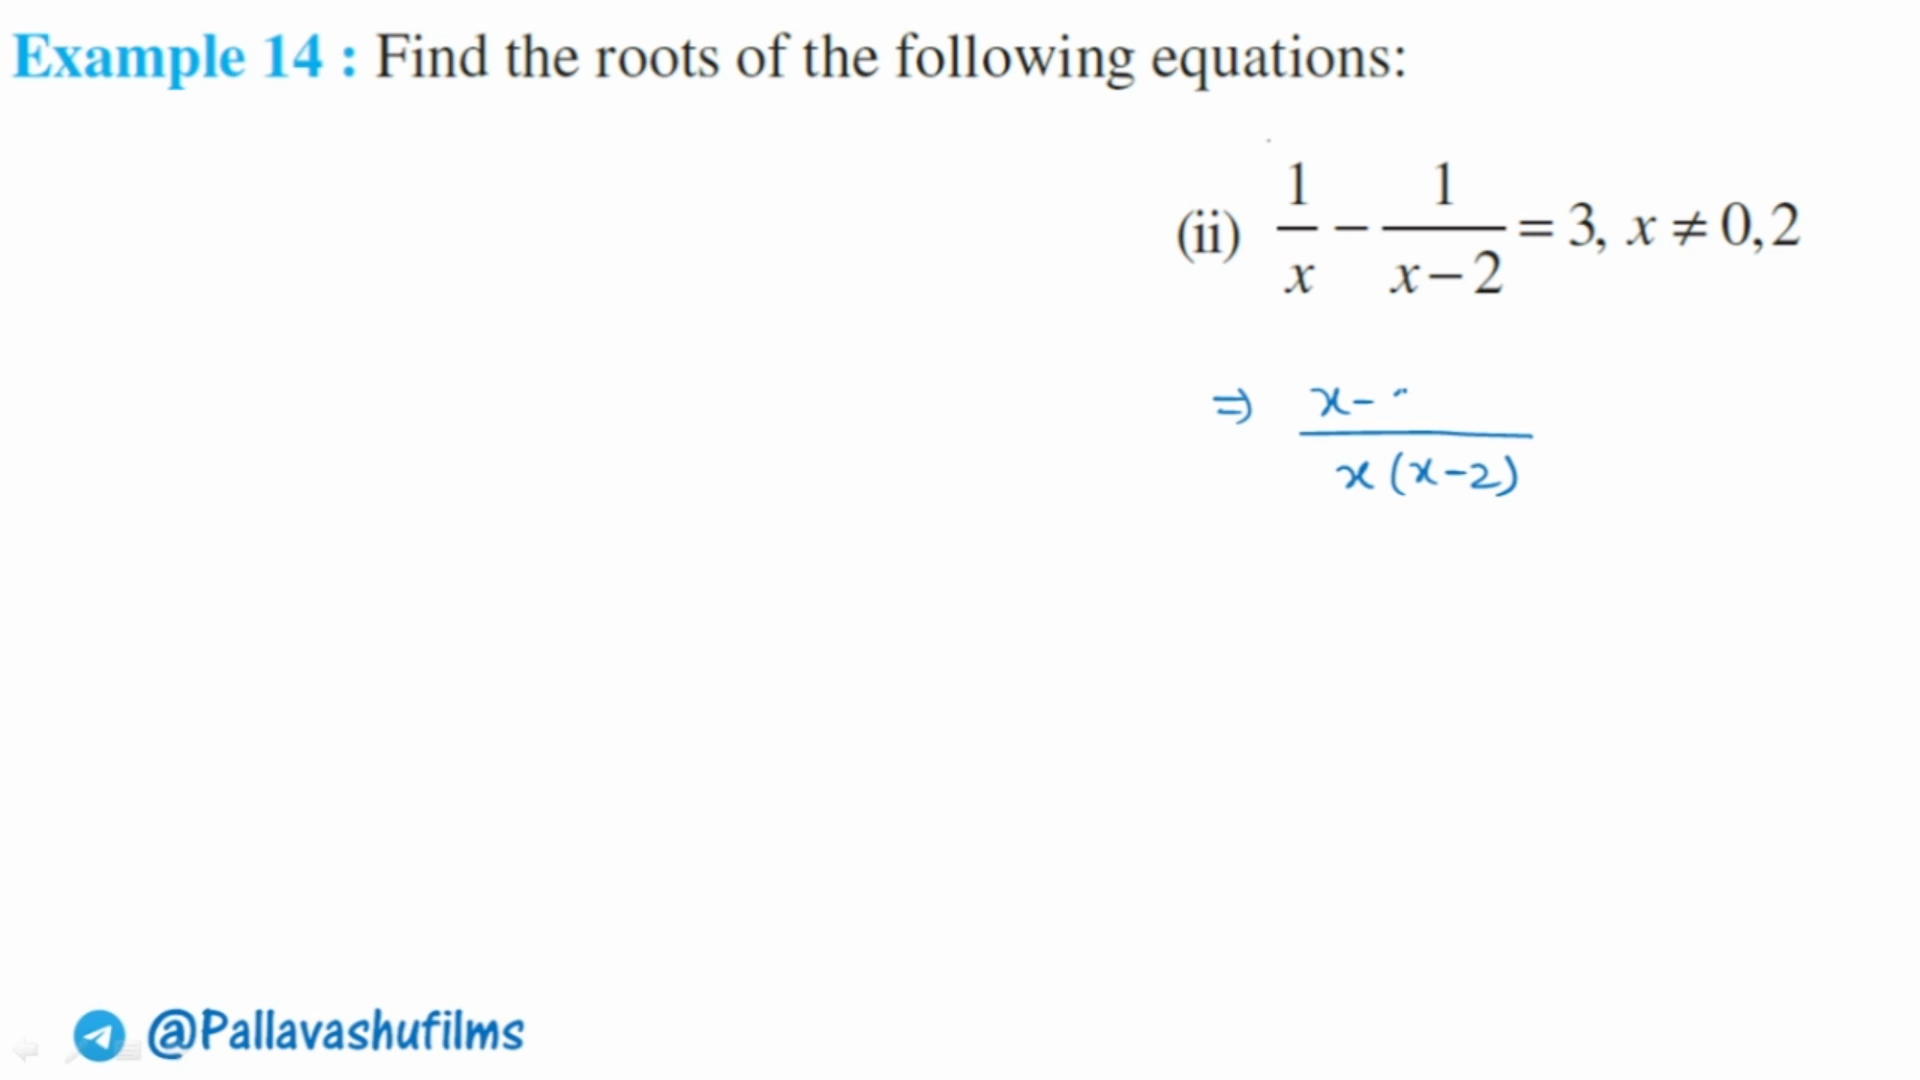 Example 14 : Find the roots of the following equations:
(ii) 1/x − 1/(x−2) = 3, x ≠ 0,2
⇒ x−
x(x−2)
@Pallavashufilms